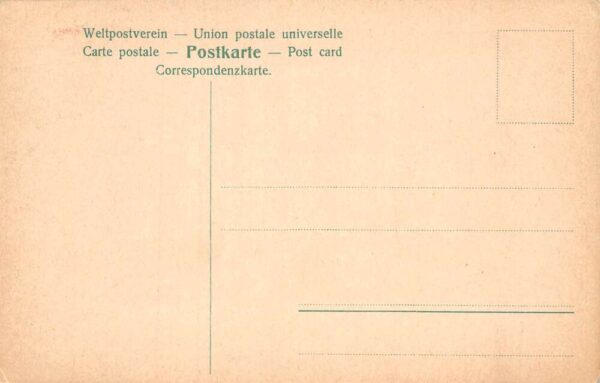 Weltpostverein — Union postale universelle
Carte postale — Postkarte — Post card
Correspondenzkarte.